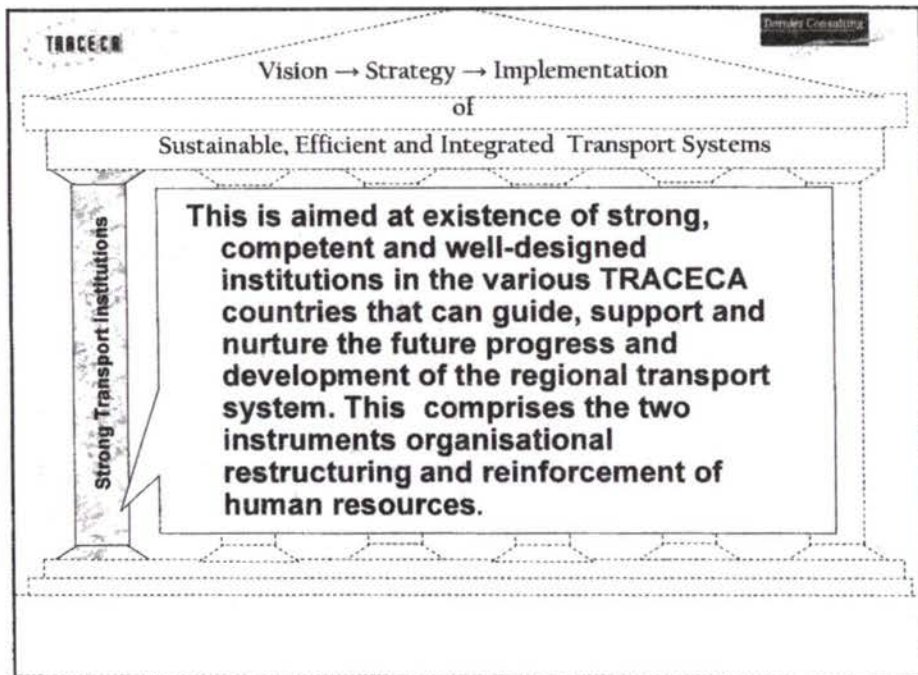 TRACECA
Dornier Consulting
Vision → Strategy → Implementation
of
Sustainable, Efficient and Integrated Transport Systems
Strong Transport Institutions
This is aimed at existence of strong,
competent and well-designed
institutions in the various TRACECA
countries that can guide, support and
nurture the future progress and
development of the regional transport
system. This comprises the two
instruments organisational
restructuring and reinforcement of
human resources.